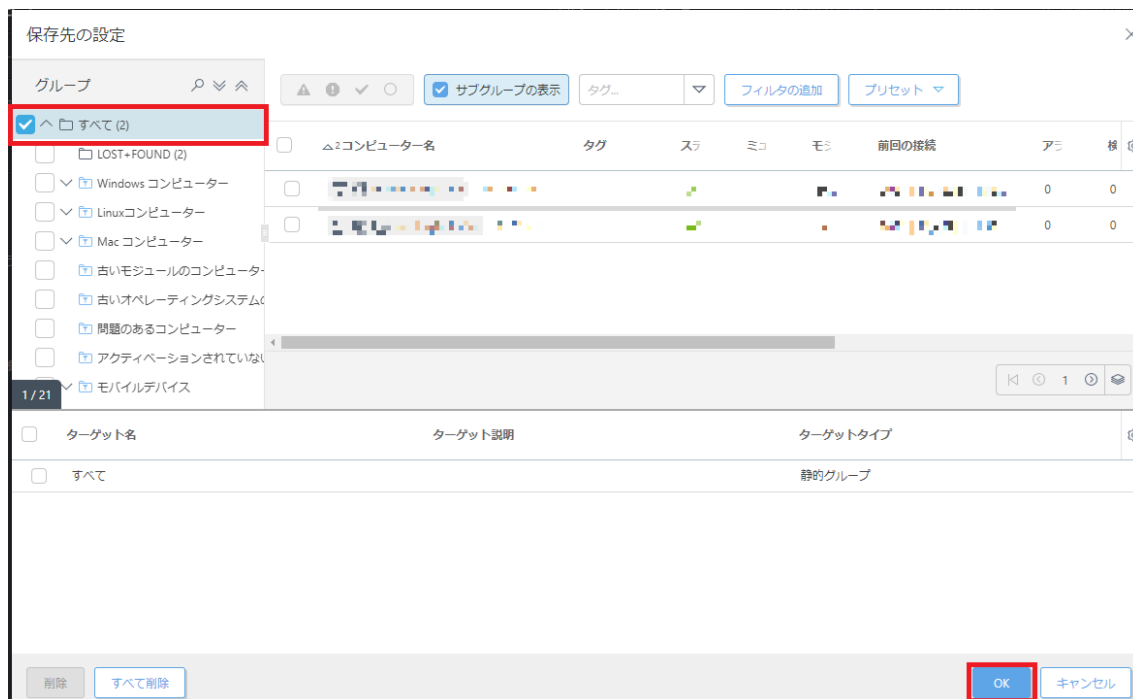 保存先の設定
グループ
サブグループの表示 タグ... フィルタの追加 プリセット
すべて (2)
LOST+FOUND (2)
Windows コンピューター
Linuxコンピューター
Mac コンピューター
古いモジュールのコンピューター
古いオペレーティングシステムの
問題のあるコンピューター
アクティベーションされていない
モバイルデバイス
1 / 21
2 コンピューター名 タグ ステ ミュ モジ 前回の接続 アラ 検
0 0
0 0
1
ターゲット名 ターゲット説明 ターゲットタイプ
すべて 静的グループ
削除 すべて削除 OK キャンセル